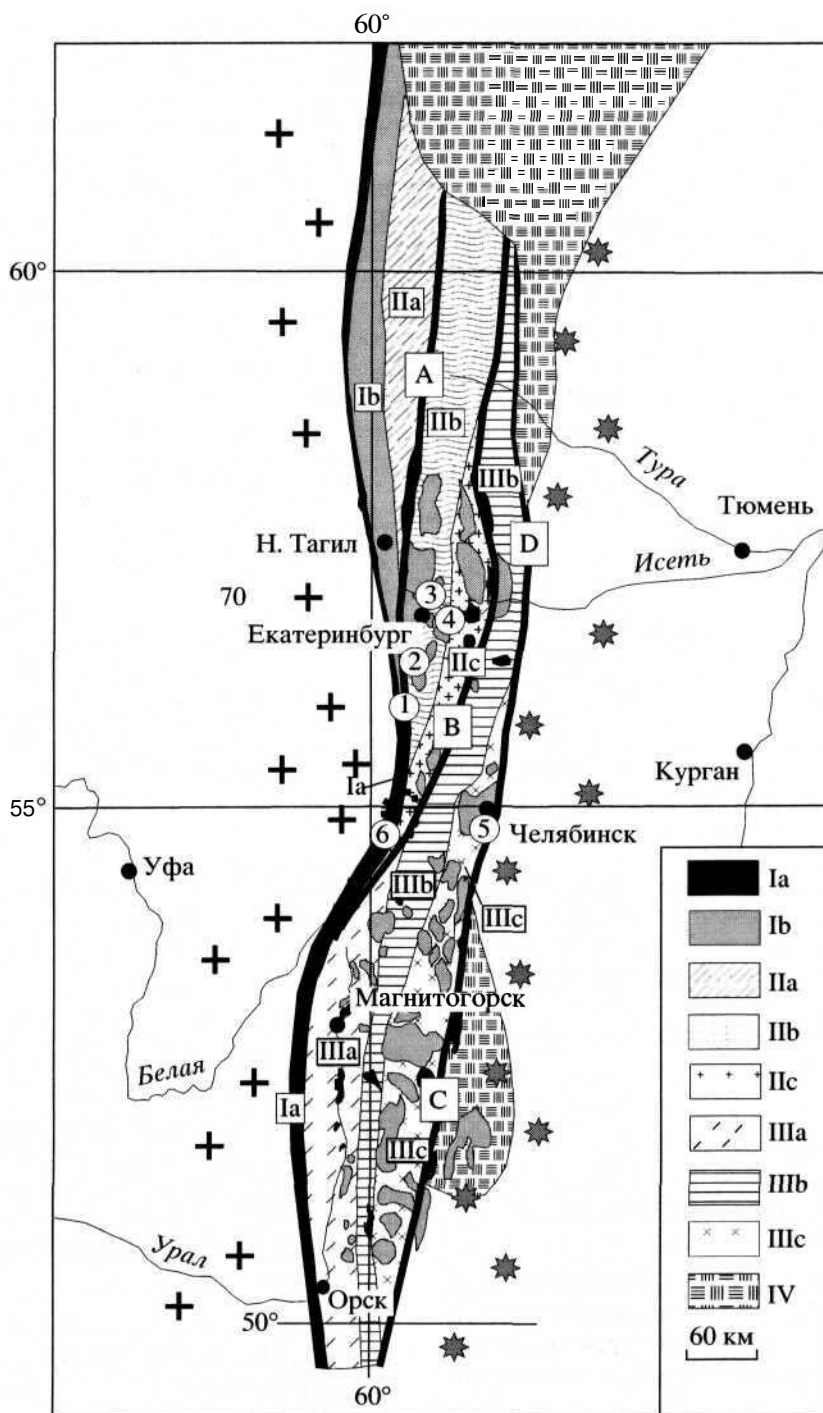 60°
60°
IIa
A
Ib
IIb
IIIb
Тура
Тюмень
Н. Тагил
D
Исеть
70
3
4
Екатеринбург
2
IIc
1
B
Курган
Ia
55°
6
5
Челябинск
Уфа
IIIb
IIIc
Магнитогорск
IIIa
Белая
Ia
C
IIIc
Урал
Орск
50°
60°
Ia
Ib
IIa
IIb
IIc
IIIa
IIIb
IIIc
IV
60 км